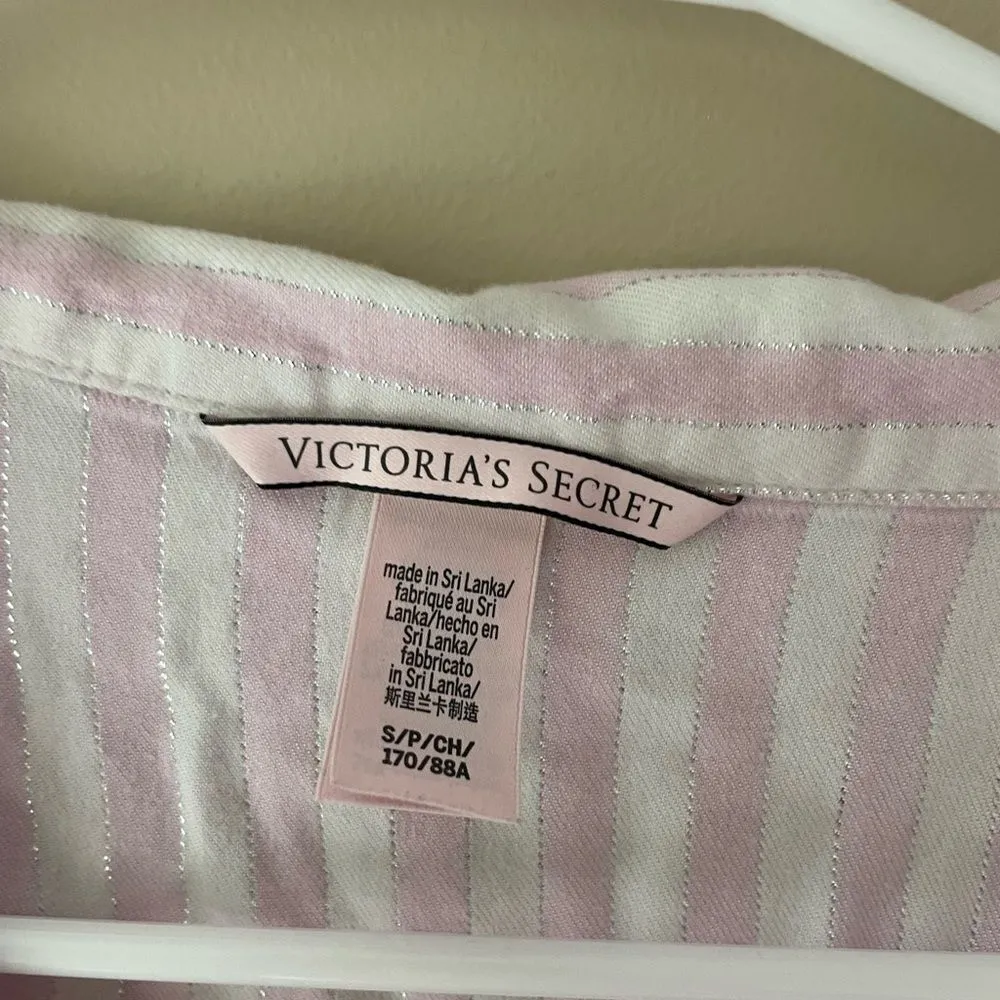 VICTORIA'S SECRET
made in Sri Lanka/
fabriqué au Sri
Lanka/hecho en
Sri Lanka/
fabbricato
in Sri Lanka/
斯里兰卡制造
S/P/CH/
170/88A